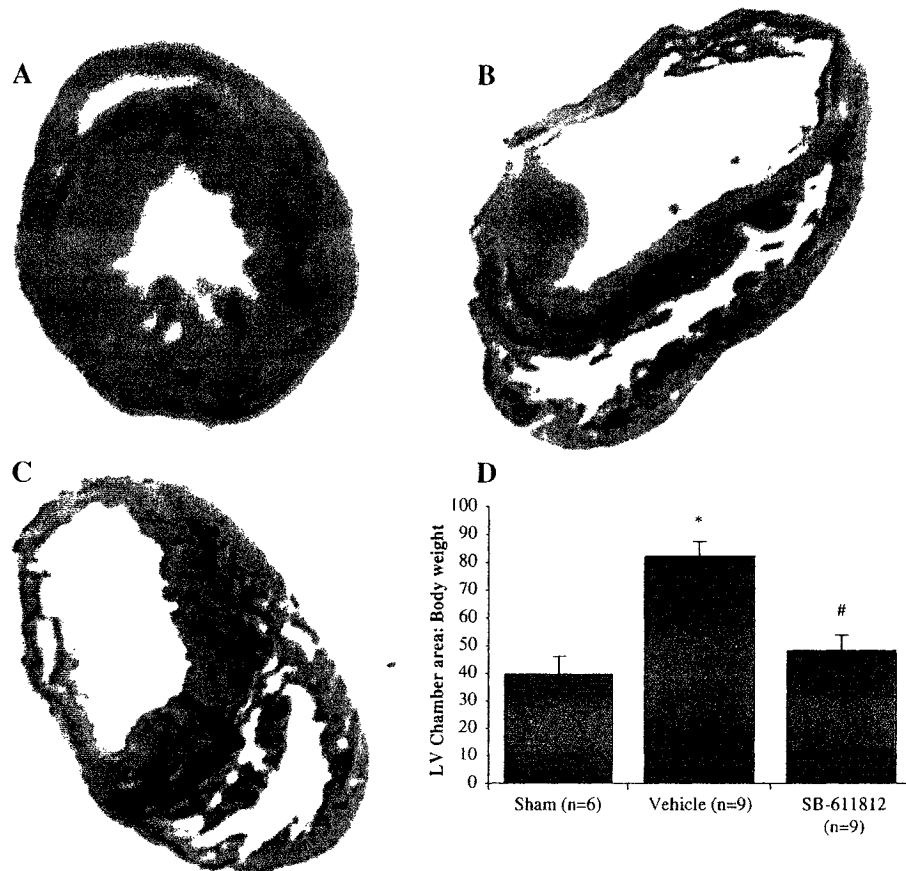 A
B
C
D
LV Chamber area: Body weight
100
90
80
70
60
50
40
30
20
10
0
*
#
Sham (n=6)
Vehicle (n=9)
SB-611812
(n=9)